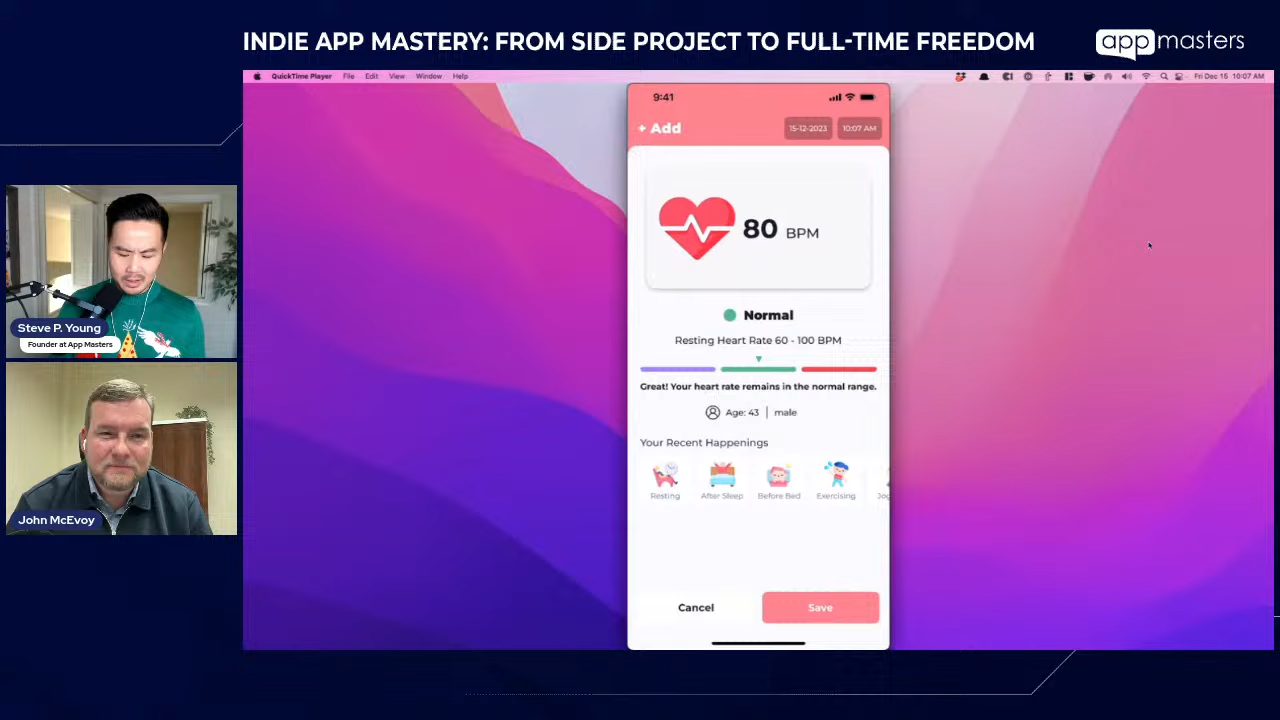 INDIE APP MASTERY: FROM SIDE PROJECT TO FULL-TIME FREEDOM
app masters
QuickTime Player File Edit View Window Help
Fri Dec 15 10:07 AM
9:41
+ Add
15-12-2023
10:07 AM
80 BPM
Normal
Resting Heart Rate 60 - 100 BPM
Great! Your heart rate remains in the normal range.
Age: 43 | male
Your Recent Happenings
Resting
After Sleep
Before Bed
Exercising
Cancel
Save
Steve P. Young
Founder at App Masters
John McEvoy